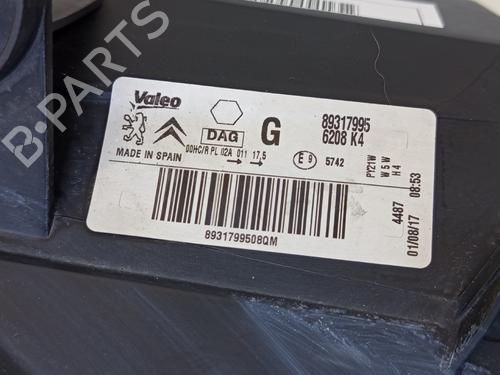 B-PARTS
Valeo
DAG
G
89317995
6208 K4
00HC/R PL 02A 011 17,5
MADE IN SPAIN
E 9
5742
PY21W
W5W
H4
4487
01/08/17 08:53
8931799508QM